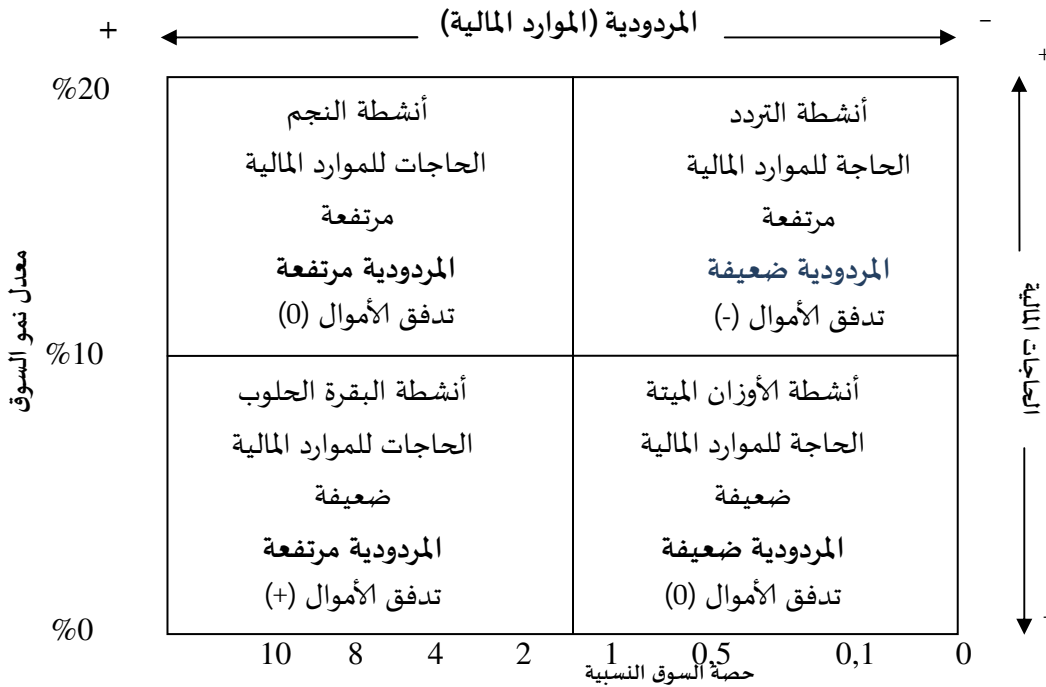 المردودية (الموارد المالية)
+
–
+
%20
أنشطة التردد
الحاجة للموارد المالية
مرتفعة
المردودية ضعيفة
تدفق الأموال (-)
أنشطة النجم
الحاجات للموارد المالية
مرتفعة
المردودية مرتفعة
تدفق الأموال (0)
معدل نمو السوق
الحاجات المالية
%10
أنشطة الأوزان الميتة
الحاجة للموارد المالية
ضعيفة
المردودية ضعيفة
تدفق الأموال (0)
أنشطة البقرة الحلوب
الحاجات للموارد المالية
ضعيفة
المردودية مرتفعة
تدفق الأموال (+)
%0
10 8 4 2 1 0,5 0,1 0
حصة السوق النسبية